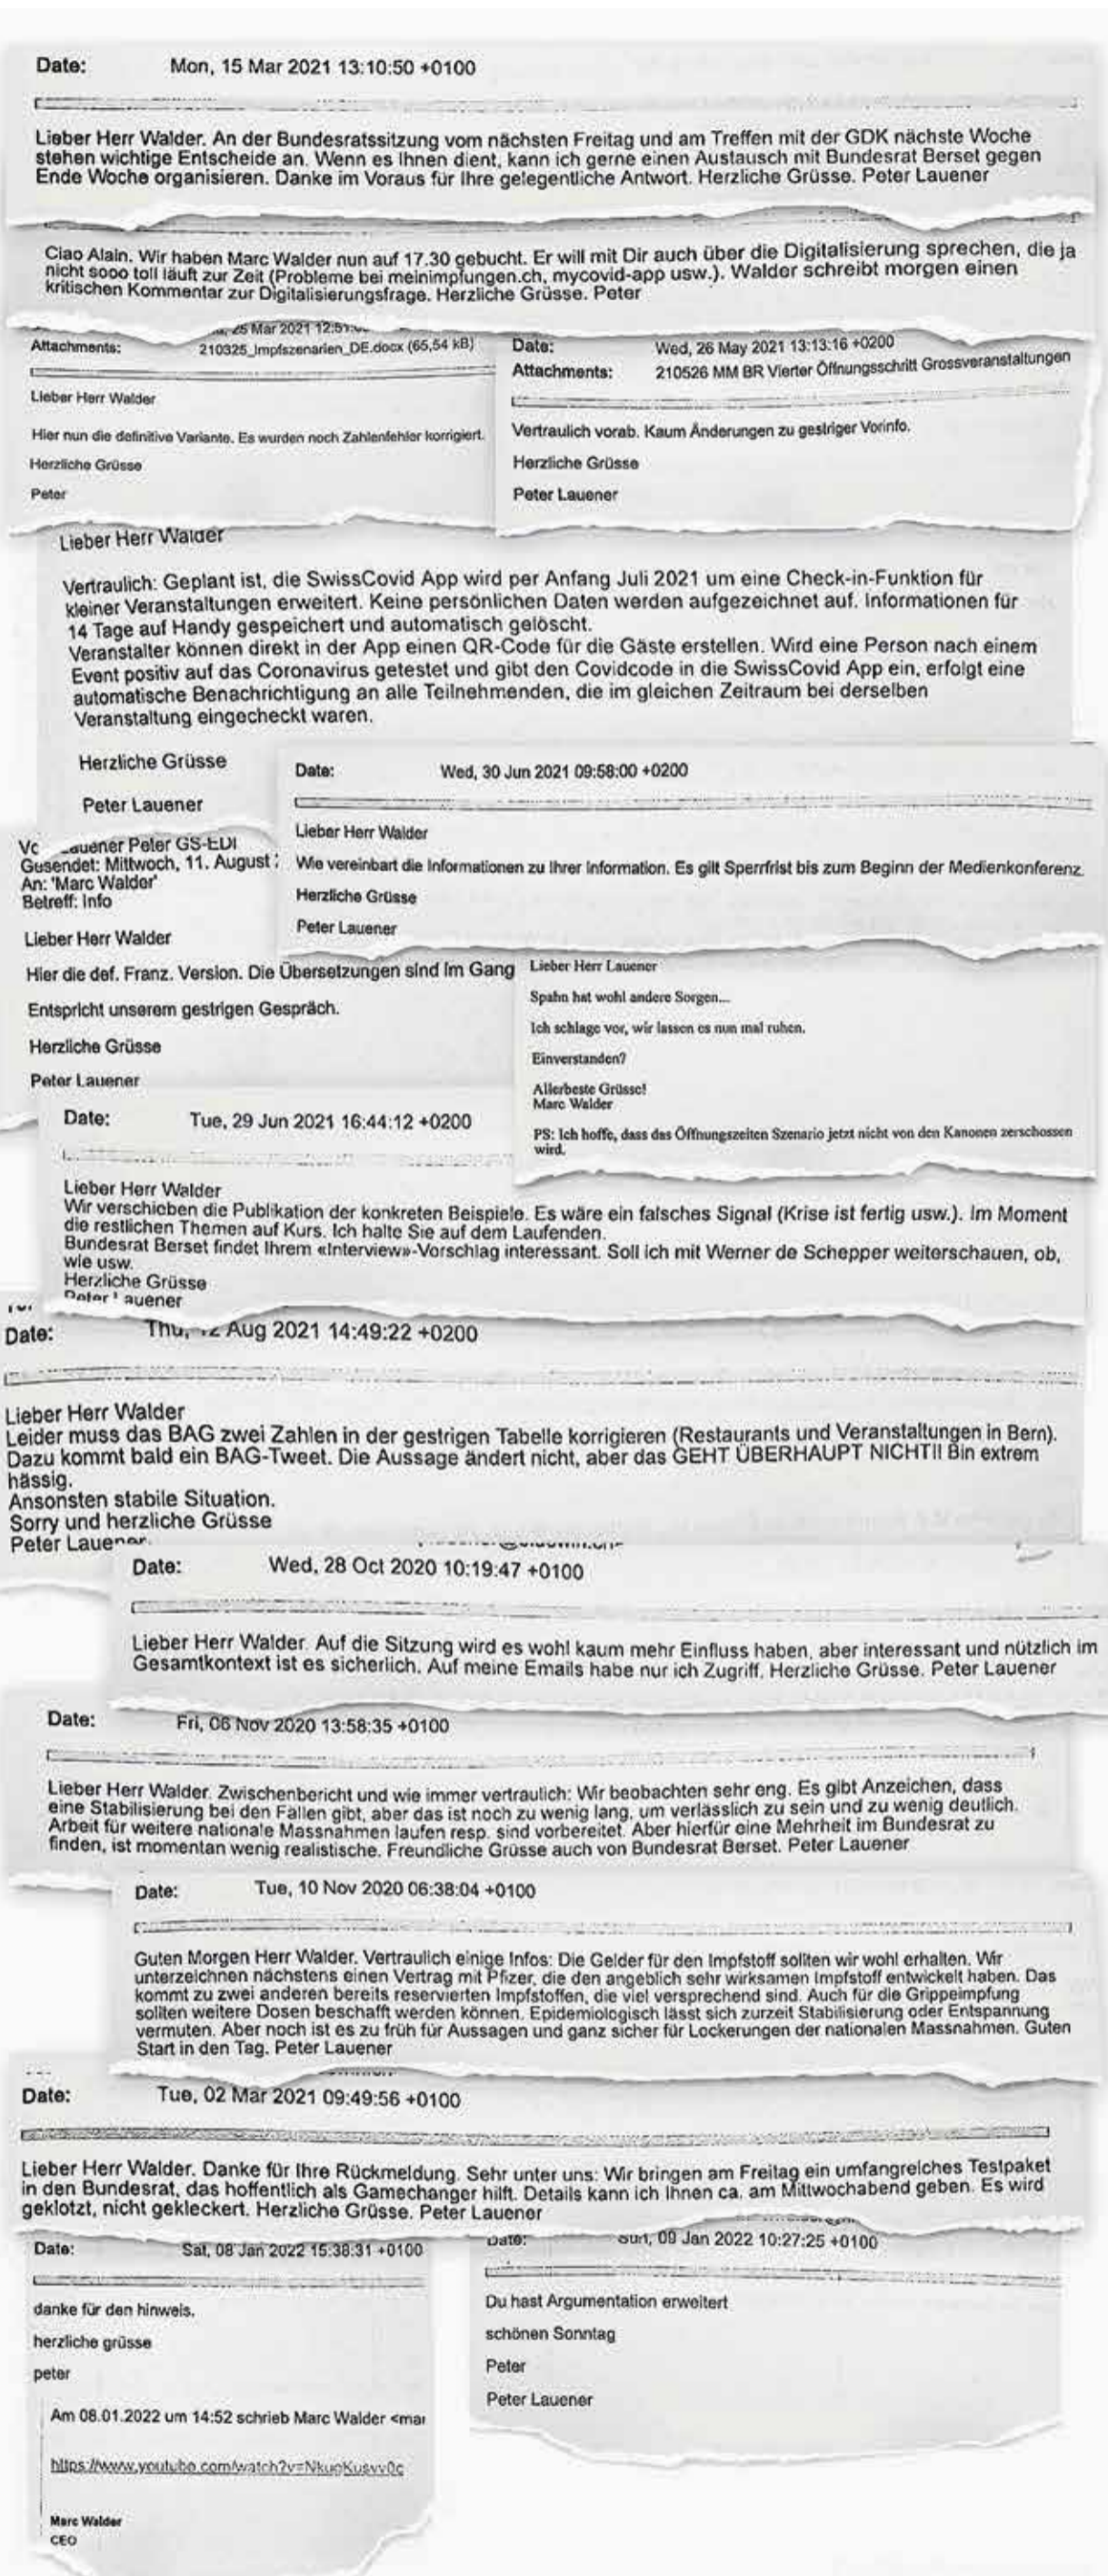 Date: Mon, 15 Mar 2021 13:10:50 +0100
Lieber Herr Walder. An der Bundesratssitzung vom nächsten Freitag und am Treffen mit der GDK nächste Woche
stehen wichtige Entscheide an. Wenn es Ihnen dient, kann ich gerne einen Austausch mit Bundesrat Berset gegen
Ende Woche organisieren. Danke im Voraus für Ihre gelegentliche Antwort. Herzliche Grüsse. Peter Lauener
Ciao Alain. Wir haben Marc Walder nun auf 17.30 gebucht. Er will mit Dir auch über die Digitalisierung sprechen, die ja
nicht sooo toll läuft zur Zeit (Probleme bei meinimpfungen.ch, mycovid-app usw.). Walder schreibt morgen einen
kritischen Kommentar zur Digitalisierungsfrage. Herzliche Grüsse. Peter
25 Mar 2021 12:51
Attachments: 210325_Impfszenarien_DE.docx (65,54 kB)
Lieber Herr Walder
Hier nun die definitive Variante. Es wurden noch Zahlenfehler korrigiert.
Herzliche Grüsse
Peter
Date: Wed, 26 May 2021 13:13:16 +0200
Attachments: 210526 MM BR Vierter Öffnungsschritt Grossveranstaltungen
Vertraulich vorab. Kaum Änderungen zu gestriger Vorinfo.
Herzliche Grüsse
Peter Lauener
Lieber Herr Walder
Vertraulich: Geplant ist, die SwissCovid App wird per Anfang Juli 2021 um eine Check-in-Funktion für
kleiner Veranstaltungen erweitert. Keine persönlichen Daten werden aufgezeichnet auf. Informationen für
14 Tage auf Handy gespeichert und automatisch gelöscht.
Veranstalter können direkt in der App einen QR-Code für die Gäste erstellen. Wird eine Person nach einem
Event positiv auf das Coronavirus getestet und gibt den Covidcode in die SwissCovid App ein, erfolgt eine
automatische Benachrichtigung an alle Teilnehmenden, die im gleichen Zeitraum bei derselben
Veranstaltung eingecheckt waren.
Herzliche Grüsse
Peter Lauener
Date: Wed, 30 Jun 2021 09:58:00 +0200
Lieber Herr Walder
Wie vereinbart die Informationen zu Ihrer Information. Es gilt Sperrfrist bis zum Beginn der Medienkonferenz.
Herzliche Grüsse
Peter Lauener
Lauener Peter GS-EDI
Gesendet: Mittwoch, 11. August
An: 'Marc Walder'
Betreff: Info
Lieber Herr Walder
Hier die def. Franz. Version. Die Übersetzungen sind im Gang
Entspricht unserem gestrigen Gespräch.
Herzliche Grüsse
Peter Lauener
Lieber Herr Lauener
Spahn hat wohl andere Sorgen...
Ich schlage vor, wir lassen es nun mal ruhen.
Einverstanden?
Allerbeste Grüsse!
Marc Walder
PS: Ich hoffe, dass das Öffnungszeiten Szenario jetzt nicht von den Kanonen zerschossen
wird.
Date: Tue, 29 Jun 2021 16:44:12 +0200
Lieber Herr Walder
Wir verschieben die Publikation der konkreten Beispiele. Es wäre ein falsches Signal (Krise ist fertig usw.). Im Moment
die restlichen Themen auf Kurs. Ich halte Sie auf dem Laufenden.
Bundesrat Berset findet Ihrem «Interview»-Vorschlag interessant. Soll ich mit Werner de Schepper weiterschauen, ob,
wie usw.
Herzliche Grüsse
Peter Lauener
Date: Thu, 12 Aug 2021 14:49:22 +0200
Lieber Herr Walder
Leider muss das BAG zwei Zahlen in der gestrigen Tabelle korrigieren (Restaurants und Veranstaltungen in Bern).
Dazu kommt bald ein BAG-Tweet. Die Aussage ändert nicht, aber das GEHT ÜBERHAUPT NICHT!! Bin extrem
hässig.
Ansonsten stabile Situation.
Sorry und herzliche Grüsse
Peter Lauener
Date: Wed, 28 Oct 2020 10:19:47 +0100
Lieber Herr Walder. Auf die Sitzung wird es wohl kaum mehr Einfluss haben, aber interessant und nützlich im
Gesamtkontext ist es sicherlich. Auf meine Emails habe nur ich Zugriff. Herzliche Grüsse. Peter Lauener
Date: Fri, 06 Nov 2020 13:58:35 +0100
Lieber Herr Walder. Zwischenbericht und wie immer vertraulich: Wir beobachten sehr eng. Es gibt Anzeichen, dass
eine Stabilisierung bei den Fällen gibt, aber das ist noch zu wenig lang, um verlässlich zu sein und zu wenig deutlich.
Arbeit für weitere nationale Massnahmen laufen resp. sind vorbereitet. Aber hierfür eine Mehrheit im Bundesrat zu
finden, ist momentan wenig realistische. Freundliche Grüsse auch von Bundesrat Berset. Peter Lauener
Date: Tue, 10 Nov 2020 06:38:04 +0100
Guten Morgen Herr Walder. Vertraulich einige Infos: Die Gelder für den Impfstoff sollten wir wohl erhalten. Wir
unterzeichnen nächstens einen Vertrag mit Pfizer, die den angeblich sehr wirksamen Impfstoff entwickelt haben. Das
kommt zu zwei anderen bereits reservierten Impfstoffen, die viel versprechend sind. Auch für die Grippeimpfung
sollten weitere Dosen beschafft werden können. Epidemiologisch lässt sich zurzeit Stabilisierung oder Entspannung
vermuten. Aber noch ist es zu früh für Aussagen und ganz sicher für Lockerungen der nationalen Massnahmen. Guten
Start in den Tag. Peter Lauener
Date: Tue, 02 Mar 2021 09:49:56 +0100
Lieber Herr Walder. Danke für Ihre Rückmeldung. Sehr unter uns: Wir bringen am Freitag ein umfangreiches Testpaket
in den Bundesrat, das hoffentlich als Gamechanger hilft. Details kann ich Ihnen ca. am Mittwochabend geben. Es wird
geklotzt, nicht gekleckert. Herzliche Grüsse. Peter Lauener
Date: Sat, 08 Jan 2022 15:38:31 +0100
danke für den hinweis.
herzliche grüsse
peter
Am 08.01.2022 um 14:52 schrieb Marc Walder <mar
Marc Walder
CEO
Date: Sun, 09 Jan 2022 10:27:25 +0100
Du hast Argumentation erweitert
schönen Sonntag
Peter
Peter Lauener